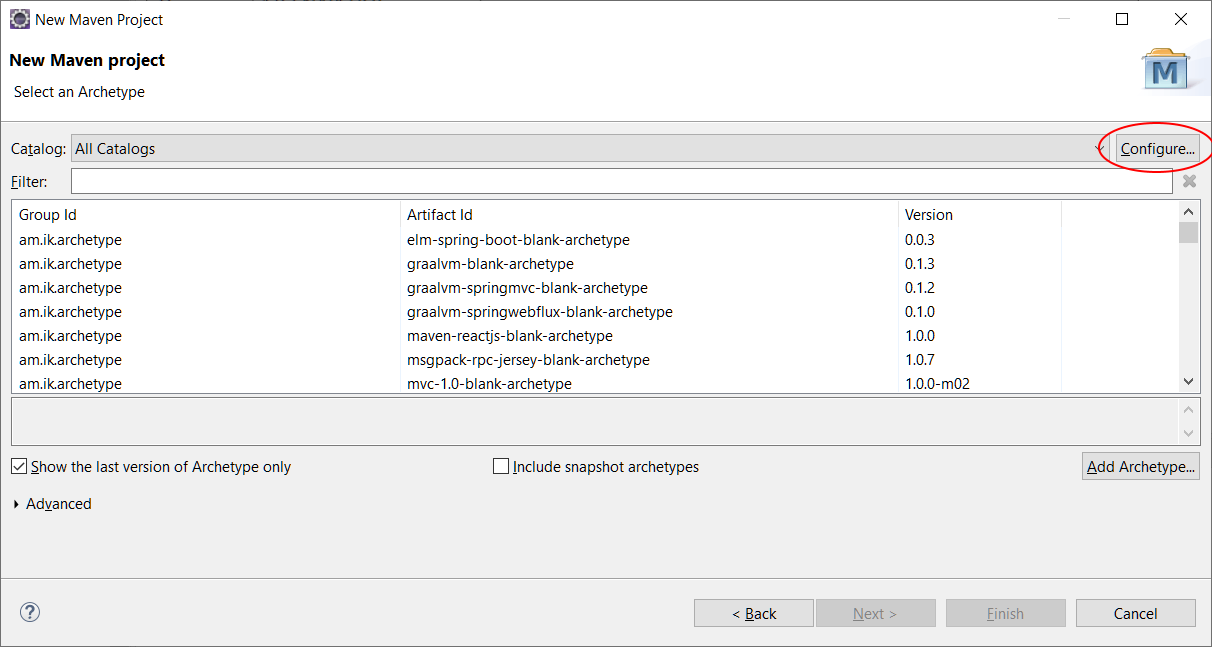 New Maven Project
New Maven project
Select an Archetype
M
Catalog: All Catalogs Configure...
Filter:
Group Id Artifact Id Version
am.ik.archetype elm-spring-boot-blank-archetype 0.0.3
am.ik.archetype graalvm-blank-archetype 0.1.3
am.ik.archetype graalvm-springmvc-blank-archetype 0.1.2
am.ik.archetype graalvm-springwebflux-blank-archetype 0.1.0
am.ik.archetype maven-reactjs-blank-archetype 1.0.0
am.ik.archetype msgpack-rpc-jersey-blank-archetype 1.0.7
am.ik.archetype mvc-1.0-blank-archetype 1.0.0-m02
Show the last version of Archetype only Include snapshot archetypes Add Archetype...
Advanced
? < Back Next > Finish Cancel